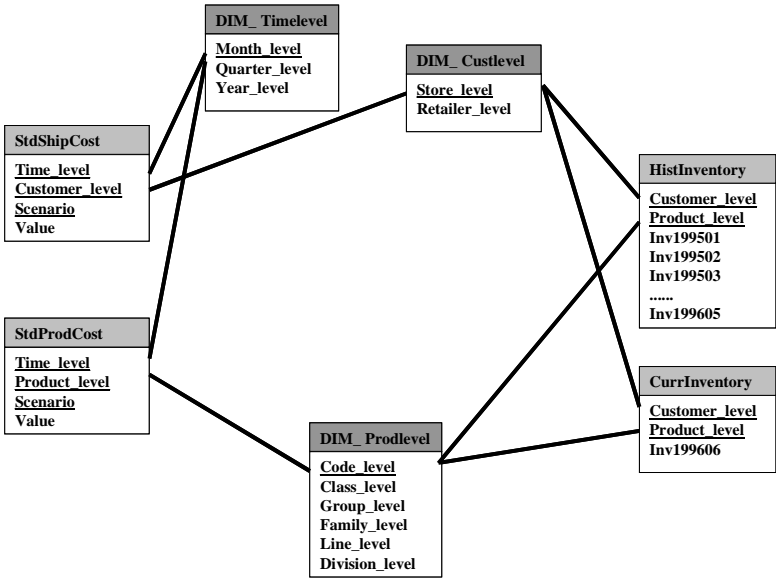 DIM_ Timelevel
Month_level
Quarter_level
Year_level
DIM_ Custlevel
Store_level
Retailer_level
StdShipCost
Time_level
Customer_level
Scenario
Value
HistInventory
Customer_level
Product_level
Inv199501
Inv199502
Inv199503
......
Inv199605
StdProdCost
Time_level
Product_level
Scenario
Value
CurrInventory
Customer_level
Product_level
Inv199606
DIM_ Prodlevel
Code_level
Class_level
Group_level
Family_level
Line_level
Division_level